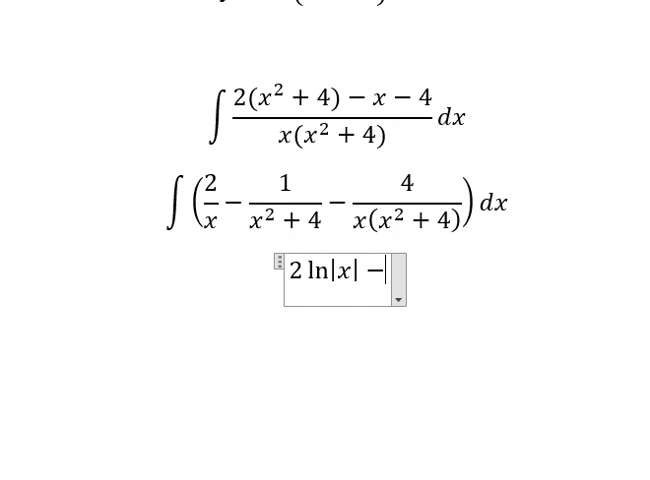 ∫ (2(x² + 4) − x − 4) / (x(x² + 4)) dx
∫ (2/x − 1/(x² + 4) − 4/(x(x² + 4))) dx
2 ln|x| −